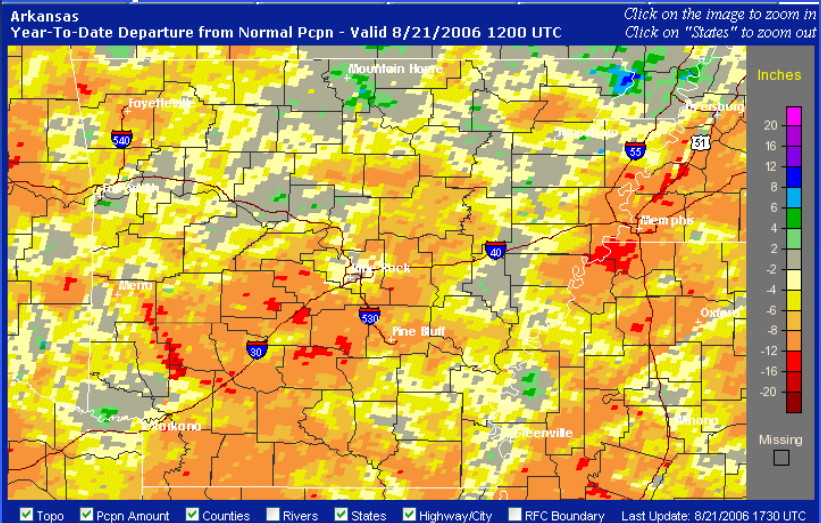 Arkansas
Click on the image to zoom in
Year-To-Date Departure from Normal Pcpn - Valid 8/21/2006 1200 UTC
Click on "States" to zoom out
Inches
Mountain Home
Fayetteville
Dyersburg
540
Jonesboro
55
51
20
16
12
8
6
4
2
-2
-4
-6
-8
-12
-16
-20
Fort Smith
Memphis
40
Little Rock
Mena
530
Oxford
Pine Bluff
30
Texarkana
Winona
Greenville
Missing
Topo
Pcpn Amount
Counties
Rivers
States
Highway/City
RFC Boundary
Last Update: 8/21/2006 1730 UTC